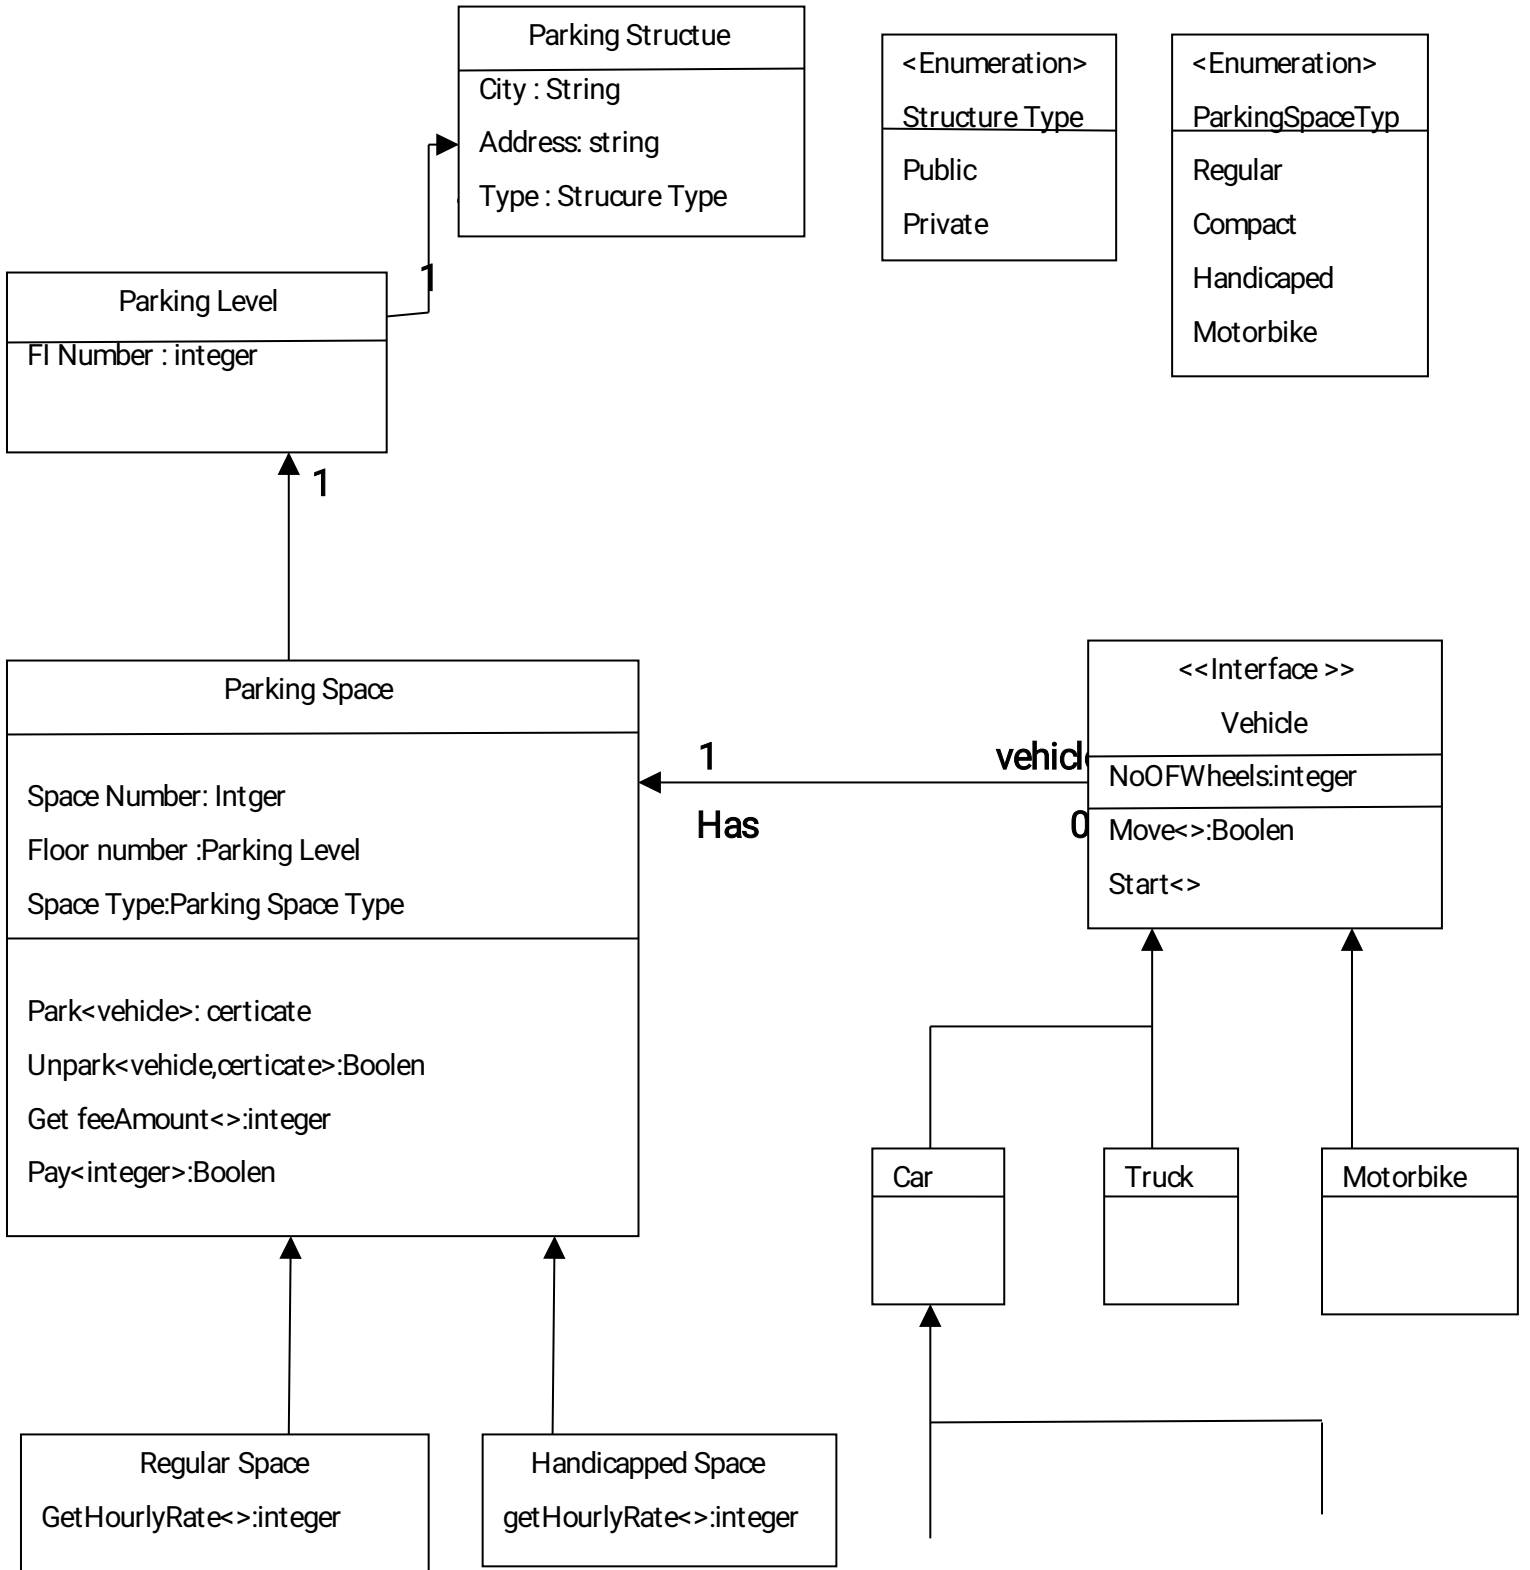 Parking Structue
City : String
Address: string
Type : Strucure Type
<Enumeration>
Structure Type
Public
Private
<Enumeration>
ParkingSpaceTyp
Regular
Compact
Handicaped
Motorbike
1
Parking Level
FI Number : integer
1
Parking Space
Space Number: Intger
Floor number :Parking Level
Space Type:Parking Space Type
Park<vehicle>: certicate
Unpark<vehicle,certicate>:Boolen
Get feeAmount<>:integer
Pay<integer>:Boolen
1
Has
vehicle
0
<<Interface >>
Vehicle
NoOFWheels:integer
Move<>:Boolen
Start<>
Car
Truck
Motorbike
Regular Space
GetHourlyRate<>:integer
Handicapped Space
getHourlyRate<>:integer